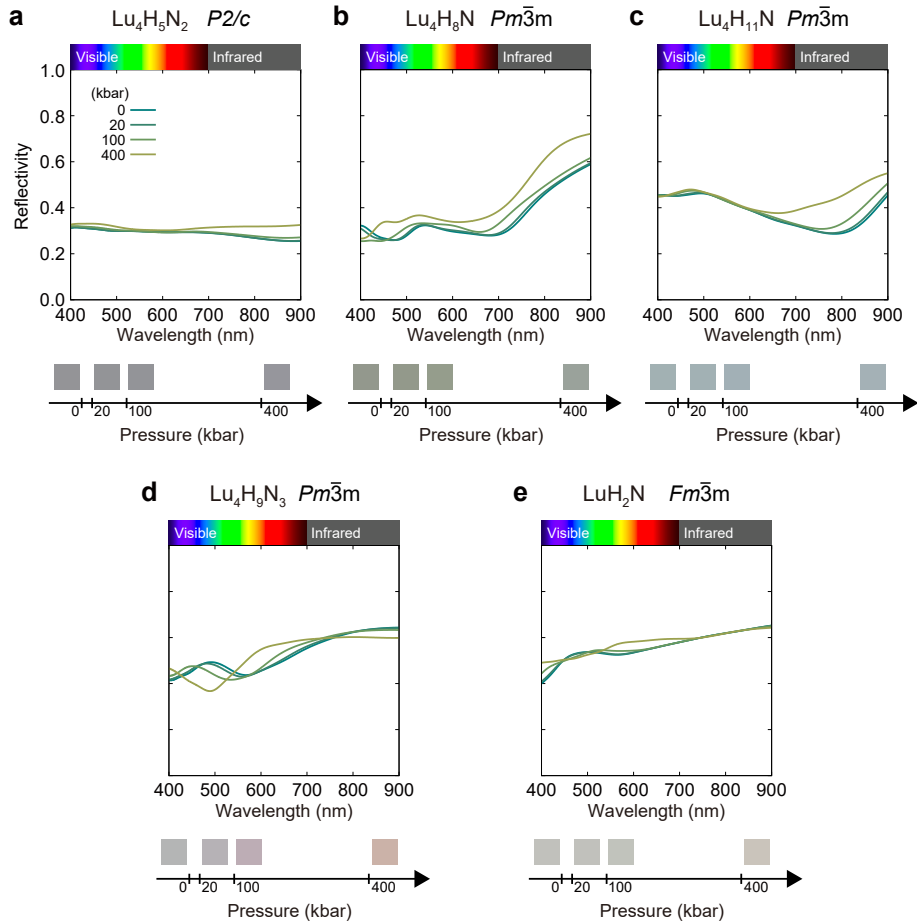 a Lu₄H₅N₂ P2/c
Visible Infrared
1.0
0.8
0.6
0.4
0.2
0.0
Reflectivity
(kbar)
0
20
100
400
400 500 600 700 800 900
Wavelength (nm)
0 20 100 400
Pressure (kbar)
b Lu₄H₈N Pm3̅m
Visible Infrared
400 500 600 700 800 900
Wavelength (nm)
0 20 100 400
Pressure (kbar)
c Lu₄H₁₁N Pm3̅m
Visible Infrared
400 500 600 700 800 900
Wavelength (nm)
0 20 100 400
Pressure (kbar)
d Lu₄H₉N₃ Pm3̅m
Visible Infrared
400 500 600 700 800 900
Wavelength (nm)
0 20 100 400
Pressure (kbar)
e LuH₂N Fm3̅m
Visible Infrared
400 500 600 700 800 900
Wavelength (nm)
0 20 100 400
Pressure (kbar)